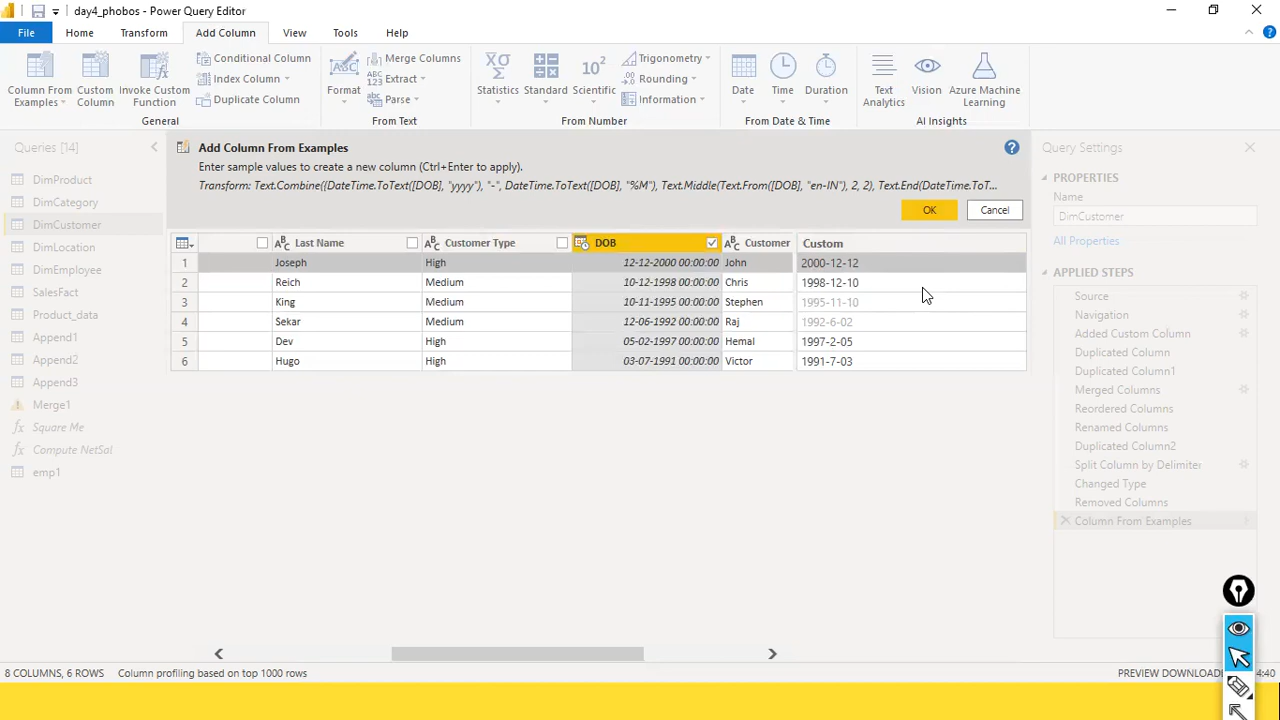 day4_phobos - Power Query Editor
File Home Transform Add Column View Tools Help
Column From Examples
Custom Column
Invoke Custom Function
Conditional Column
Index Column
Duplicate Column
General
Format
Merge Columns
Extract
Parse
From Text
Statistics
Standard
Scientific
Trigonometry
Rounding
Information
From Number
Date
Time
Duration
From Date & Time
Text Analytics
Vision
Azure Machine Learning
AI Insights
Queries [14]
DimProduct
DimCategory
DimCustomer
DimLocation
DimEmployee
SalesFact
Product_data
Append1
Append2
Append3
Merge1
Square Me
Compute NetSal
emp1
Add Column From Examples
Enter sample values to create a new column (Ctrl+Enter to apply).
Transform: Text.Combine({DateTime.ToText([DOB], "yyyy"), "-", DateTime.ToText([DOB], "%M"), Text.Middle(Text.From([DOB], "en-IN"), 2, 2), Text.End(DateTime.ToT...
OK Cancel
Last Name Customer Type DOB Customer Custom
1 Joseph High 12-12-2000 00:00:00 John 2000-12-12
2 Reich Medium 10-12-1998 00:00:00 Chris 1998-12-10
3 King Medium 10-11-1995 00:00:00 Stephen 1995-11-10
4 Sekar Medium 12-06-1992 00:00:00 Raj 1992-6-02
5 Dev High 05-02-1997 00:00:00 Hemal 1997-2-05
6 Hugo High 03-07-1991 00:00:00 Victor 1991-7-03
Query Settings
PROPERTIES
Name
DimCustomer
All Properties
APPLIED STEPS
Source
Navigation
Added Custom Column
Duplicated Column
Duplicated Column1
Merged Columns
Reordered Columns
Renamed Columns
Duplicated Column2
Split Column by Delimiter
Changed Type
Removed Columns
Column From Examples
8 COLUMNS, 6 ROWS Column profiling based on top 1000 rows
PREVIEW DOWNLOADE 4:40